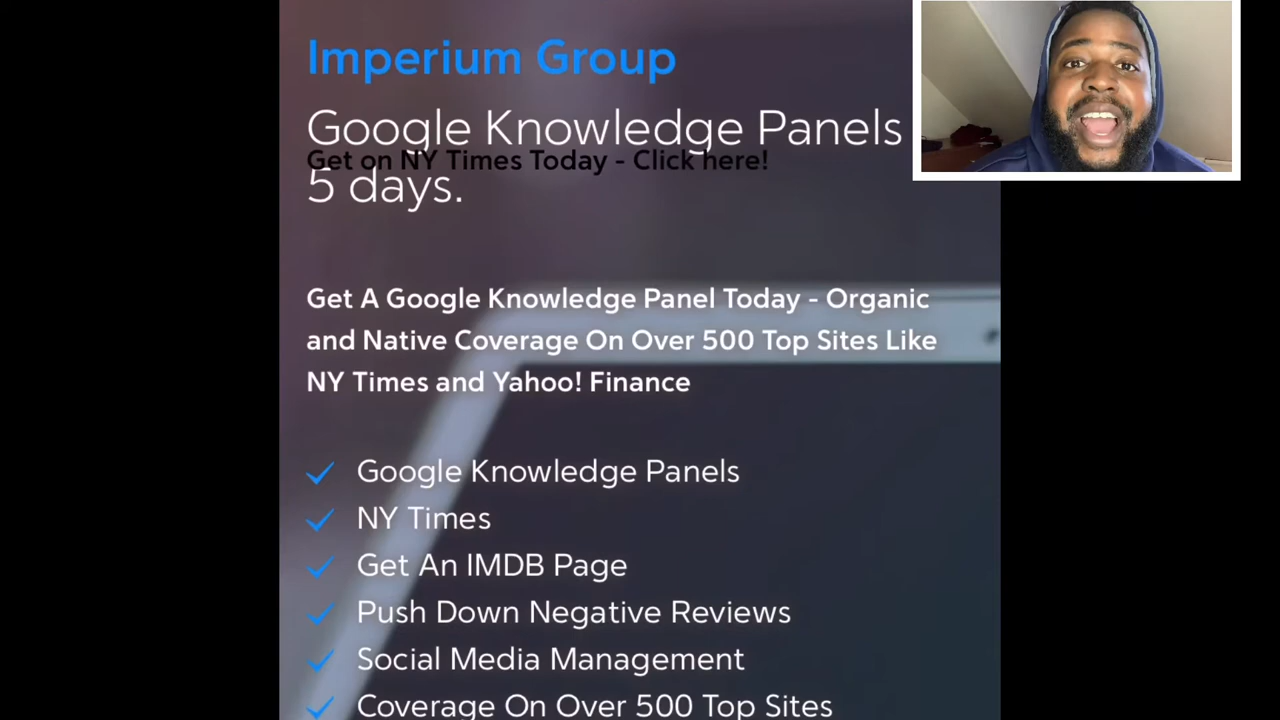 Imperium Group
Google Knowledge Panels
Get on NY Times Today - Click here!
5 days.
Get A Google Knowledge Panel Today - Organic
and Native Coverage On Over 500 Top Sites Like
NY Times and Yahoo! Finance
Google Knowledge Panels
NY Times
Get An IMDB Page
Push Down Negative Reviews
Social Media Management
Coverage On Over 500 Top Sites